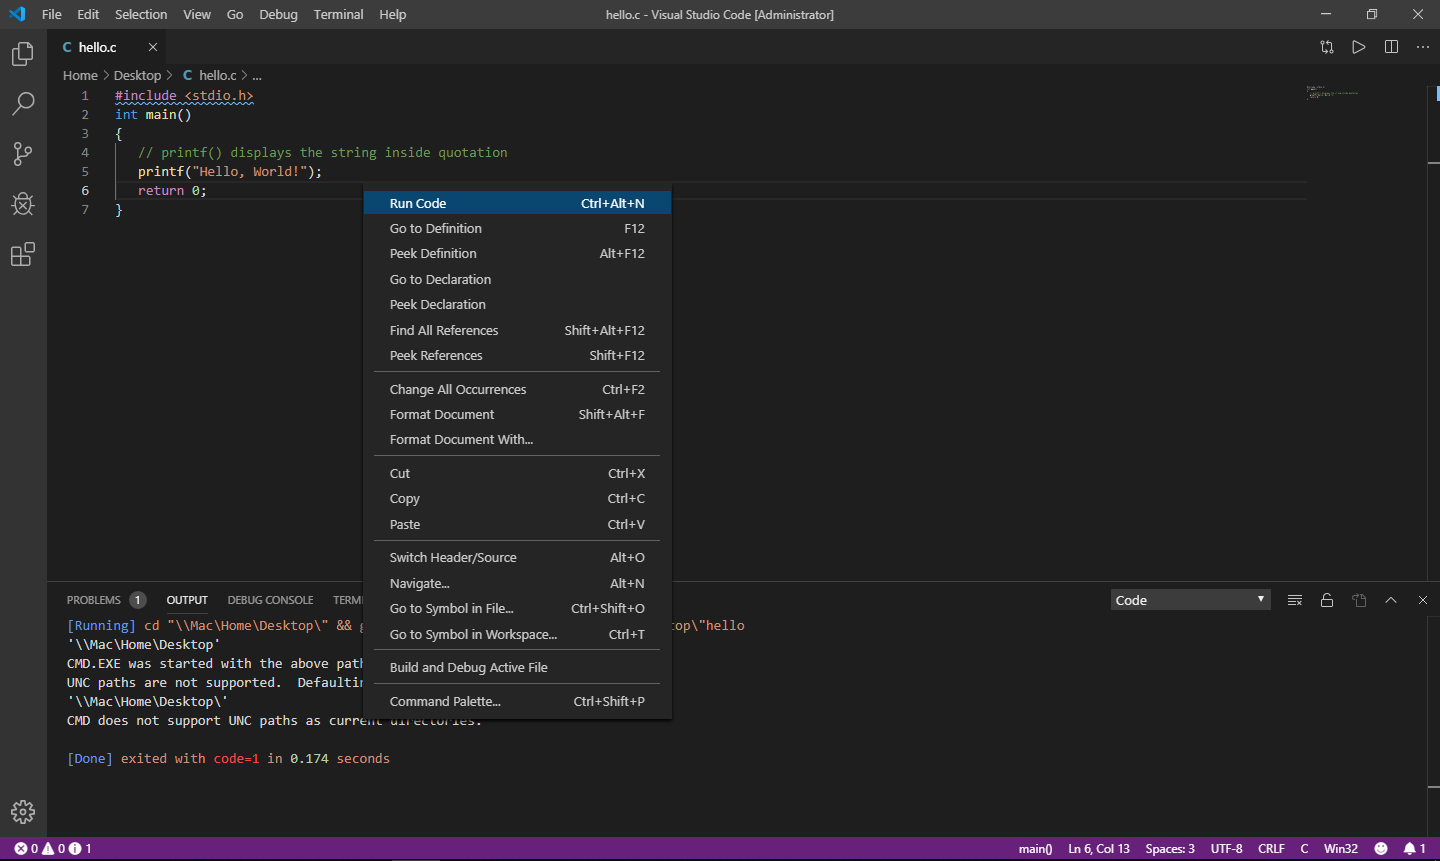 File Edit Selection View Go Debug Terminal Help hello.c - Visual Studio Code [Administrator]
C hello.c
Home > Desktop > C hello.c > ...
1 #include <stdio.h>
2 int main()
3 {
4 // printf() displays the string inside quotation
5 printf("Hello, World!");
6 return 0;
7 }
Run Code Ctrl+Alt+N
Go to Definition F12
Peek Definition Alt+F12
Go to Declaration
Peek Declaration
Find All References Shift+Alt+F12
Peek References Shift+F12
Change All Occurrences Ctrl+F2
Format Document Shift+Alt+F
Format Document With...
Cut Ctrl+X
Copy Ctrl+C
Paste Ctrl+V
Switch Header/Source Alt+O
Navigate... Alt+N
Go to Symbol in File... Ctrl+Shift+O
Go to Symbol in Workspace... Ctrl+T
Build and Debug Active File
Command Palette... Ctrl+Shift+P
PROBLEMS 1 OUTPUT DEBUG CONSOLE TERMI Code
[Running] cd "\\Mac\Home\Desktop\" && g op\"hello
'\\Mac\Home\Desktop'
CMD.EXE was started with the above path
UNC paths are not supported. Defaultin
'\\Mac\Home\Desktop\'
CMD does not support UNC paths as current directories.
[Done] exited with code=1 in 0.174 seconds
0 0 1 main() Ln 6, Col 13 Spaces: 3 UTF-8 CRLF C Win32 1